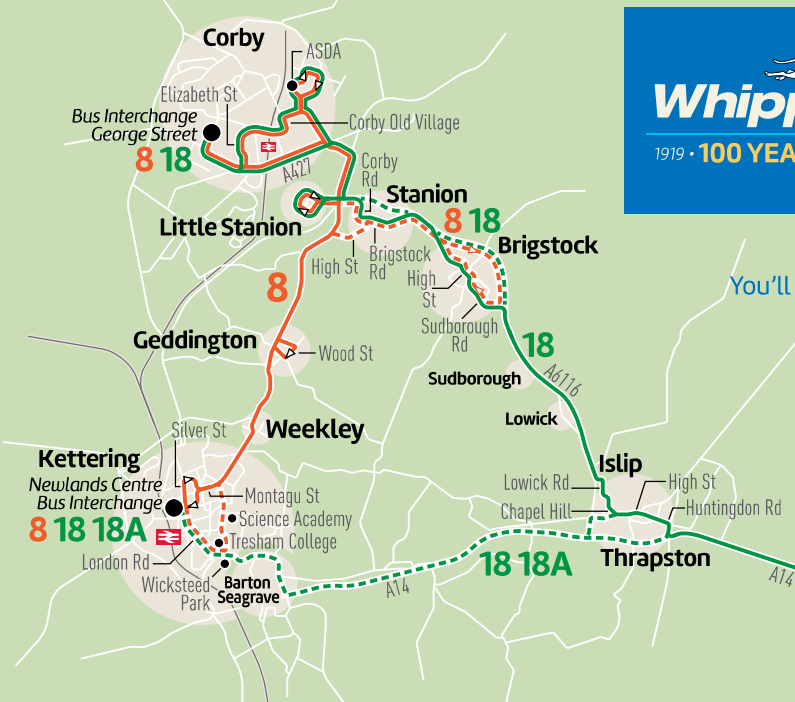 Corby
ASDA
Elizabeth St
Bus Interchange
George Street
8 18
Corby Old Village
A427
Corby
Rd
Stanion
Little Stanion
8 18
Brigstock
High St
Brigstock
Rd
High
St
8
Sudborough
Rd
You'll
Geddington
Wood St
18
Sudborough
A6116
Lowick
Silver St
Weekley
Kettering
Newlands Centre
Bus Interchange
8 18 18A
Islip
Lowick Rd
High St
Montagu St
Chapel Hill
Huntingdon Rd
Science Academy
Tresham College
London Rd
18 18A
Thrapston
Wicksteed
Park
Barton
Seagrave
A14
A14
Whipp
1919 • 100 YEA